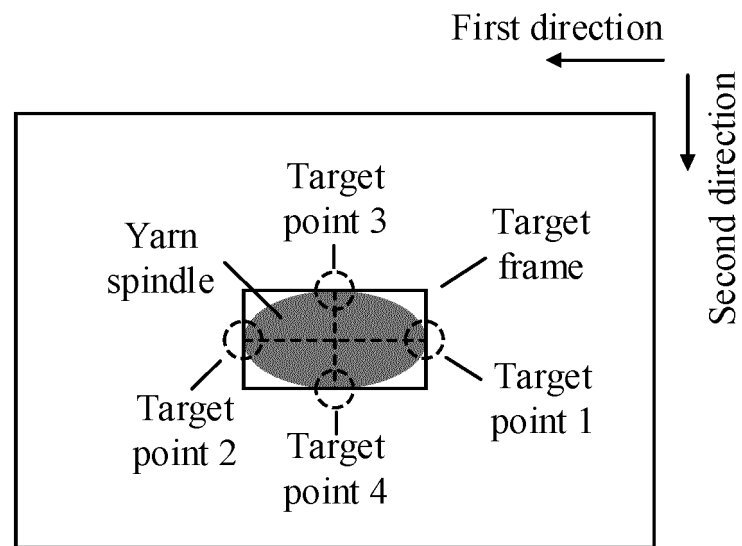 First direction
Second direction
Target
point 3
Target
frame
Yarn
spindle
Target
point 1
Target
point 2
Target
point 4